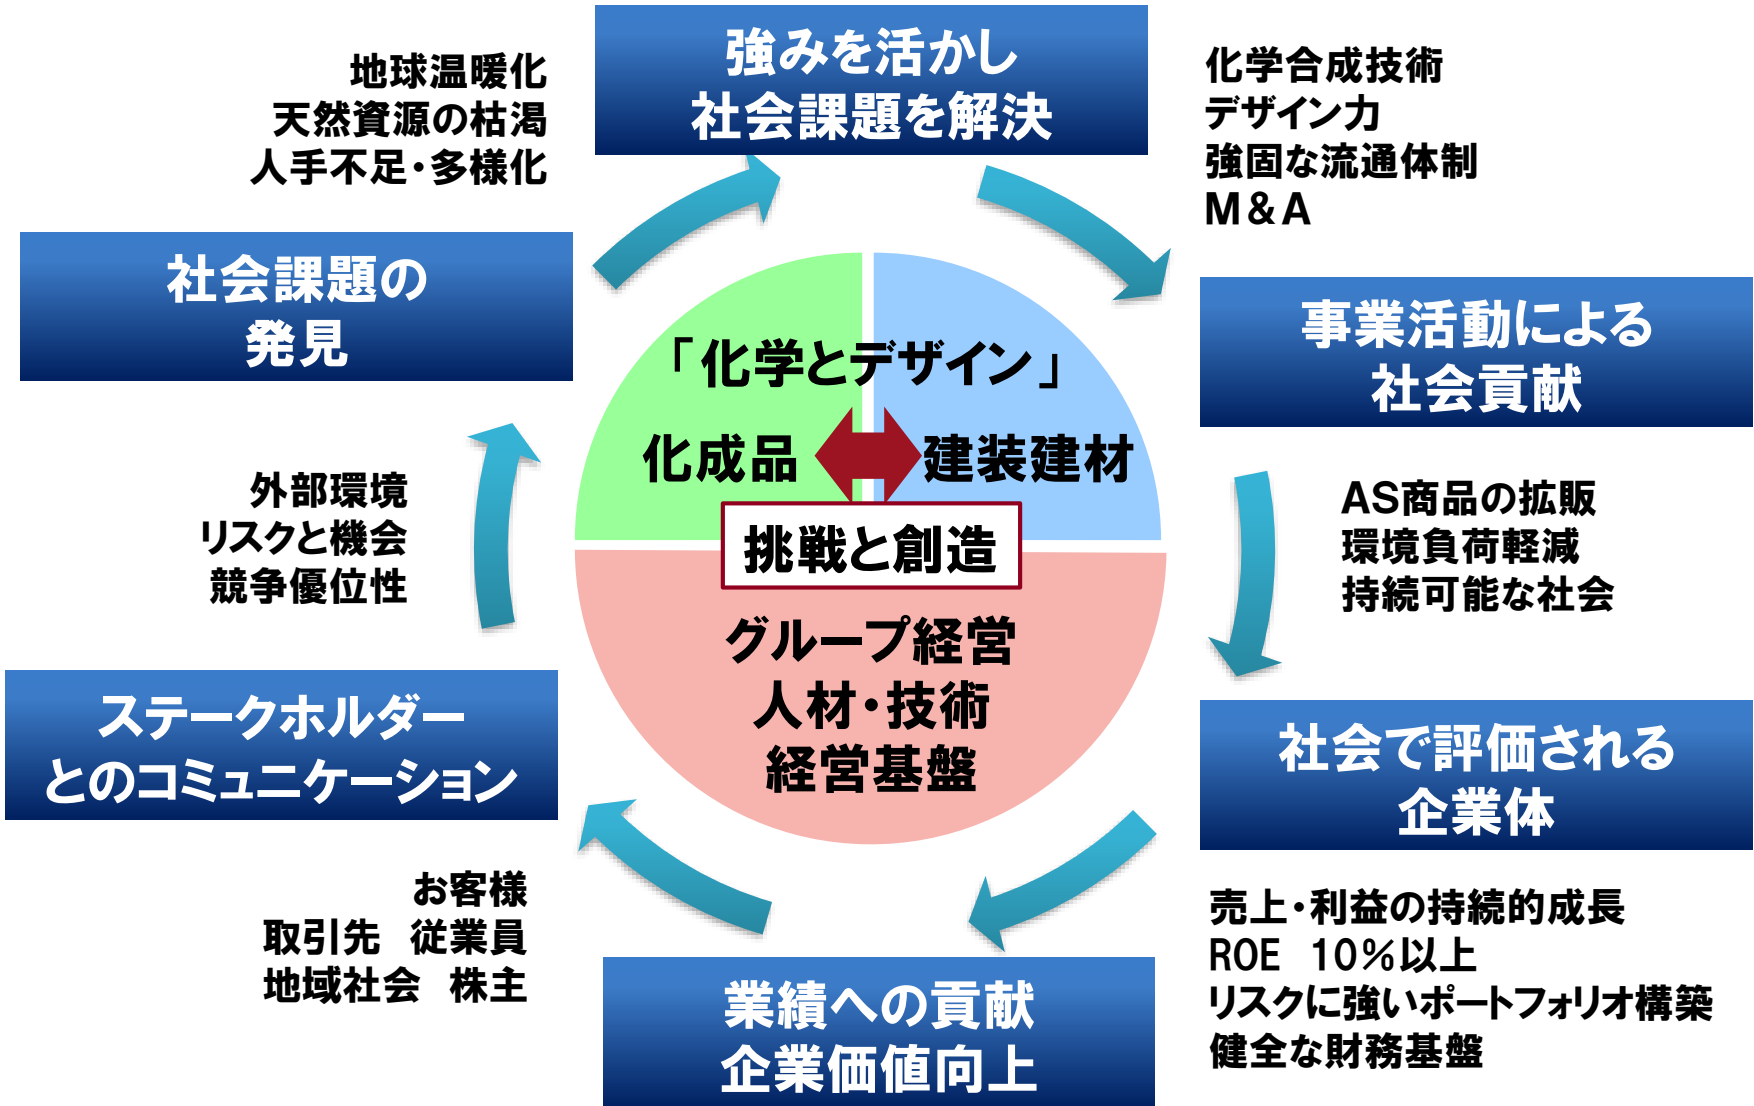 強みを活かし
社会課題を解決
化学合成技術
デザイン力
強固な流通体制
M&A
事業活動による
社会貢献
AS商品の拡販
環境負荷軽減
持続可能な社会
社会で評価される
企業体
売上・利益の持続的成長
ROE 10%以上
リスクに強いポートフォリオ構築
健全な財務基盤
業績への貢献
企業価値向上
お客様
取引先 従業員
地域社会 株主
ステークホルダー
とのコミュニケーション
外部環境
リスクと機会
競争優位性
社会課題の
発見
地球温暖化
天然資源の枯渇
人手不足・多様化
「化学とデザイン」
化成品
建装建材
挑戦と創造
グループ経営
人材・技術
経営基盤